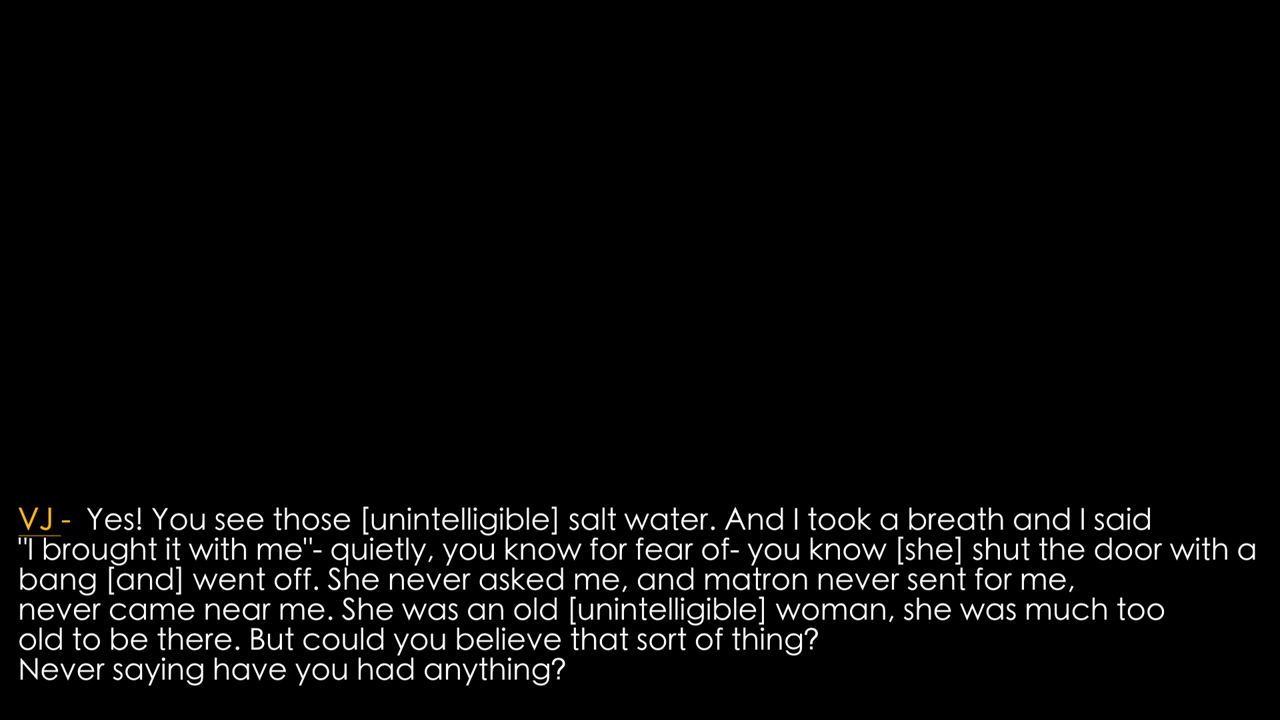 VJ -  Yes! You see those [unintelligible] salt water. And I took a breath and I said
"I brought it with me"- quietly, you know for fear of- you know [she] shut the door with a
bang [and] went off. She never asked me, and matron never sent for me,
never came near me. She was an old [unintelligible] woman, she was much too
old to be there. But could you believe that sort of thing?
Never saying have you had anything?